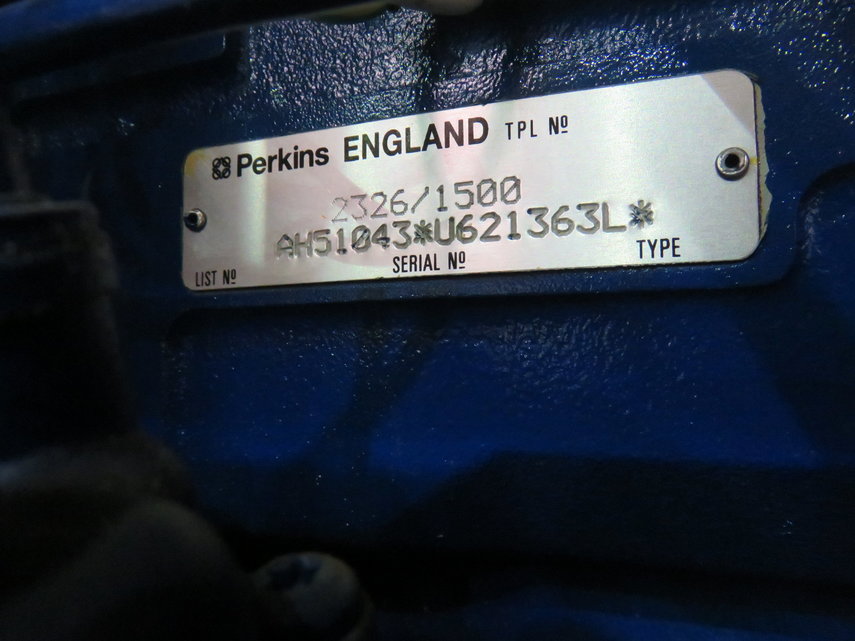 Perkins ENGLAND TPL Nº
2326/1500
AH51043*U621363L*
LIST Nº SERIAL Nº TYPE